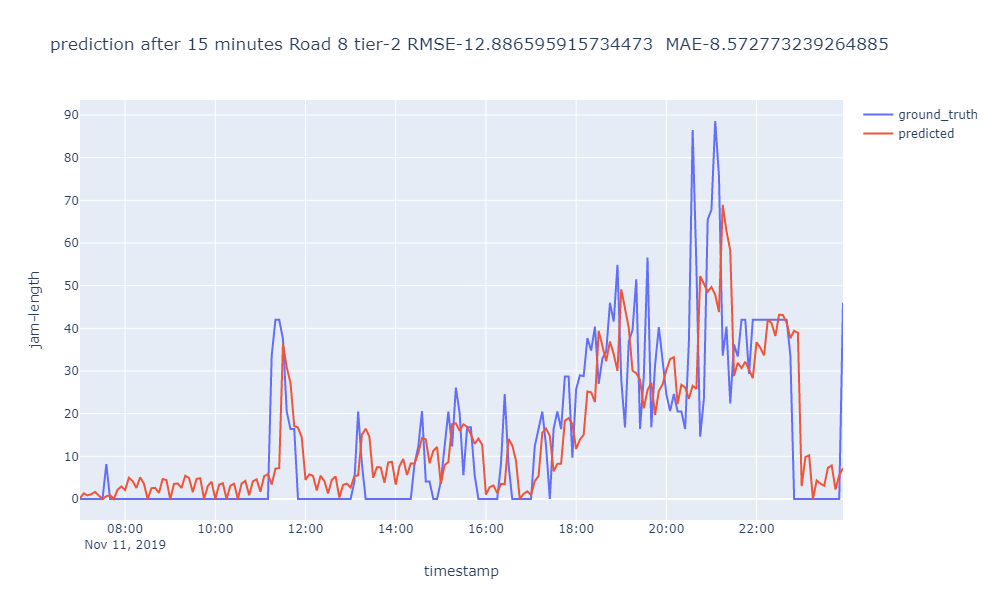 prediction after 15 minutes Road 8 tier-2 RMSE-12.886595915734473  MAE-8.572773239264885
ground_truth
predicted
90
80
70
60
50
40
30
20
10
0
jam-length
08:00 10:00 12:00 14:00 16:00 18:00 20:00 22:00
Nov 11, 2019
timestamp